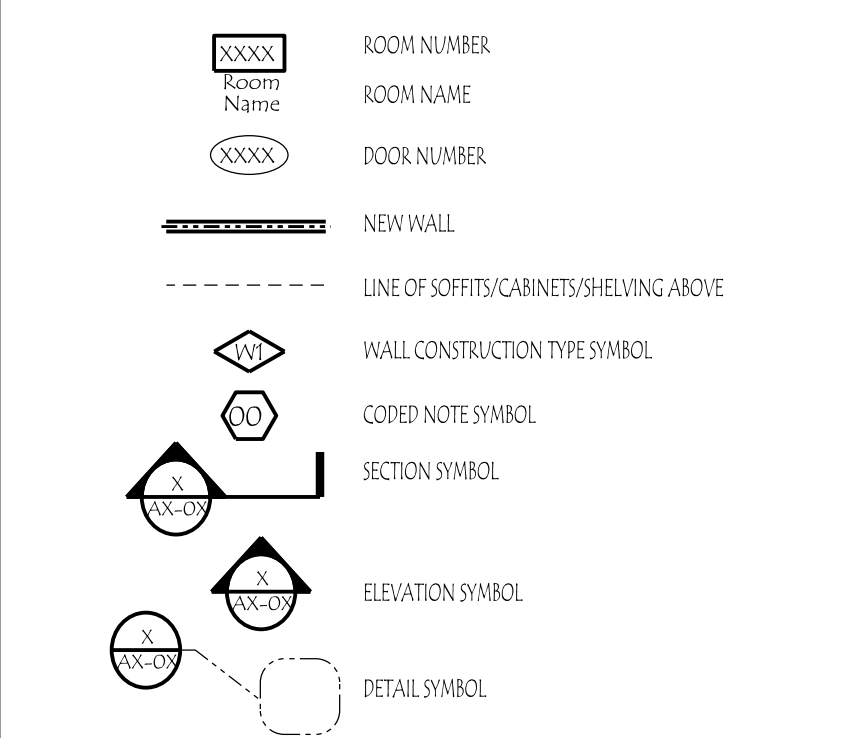 XXXX ROOM NUMBER
Room
Name
ROOM NAME
XXXX DOOR NUMBER
NEW WALL
LINE OF SOFFITS/CABINETS/SHELVING ABOVE
W1 WALL CONSTRUCTION TYPE SYMBOL
00 CODED NOTE SYMBOL
SECTION SYMBOL
X
AX-0X
X
ELEVATION SYMBOL
AX-0X
X
AX-0X
DETAIL SYMBOL